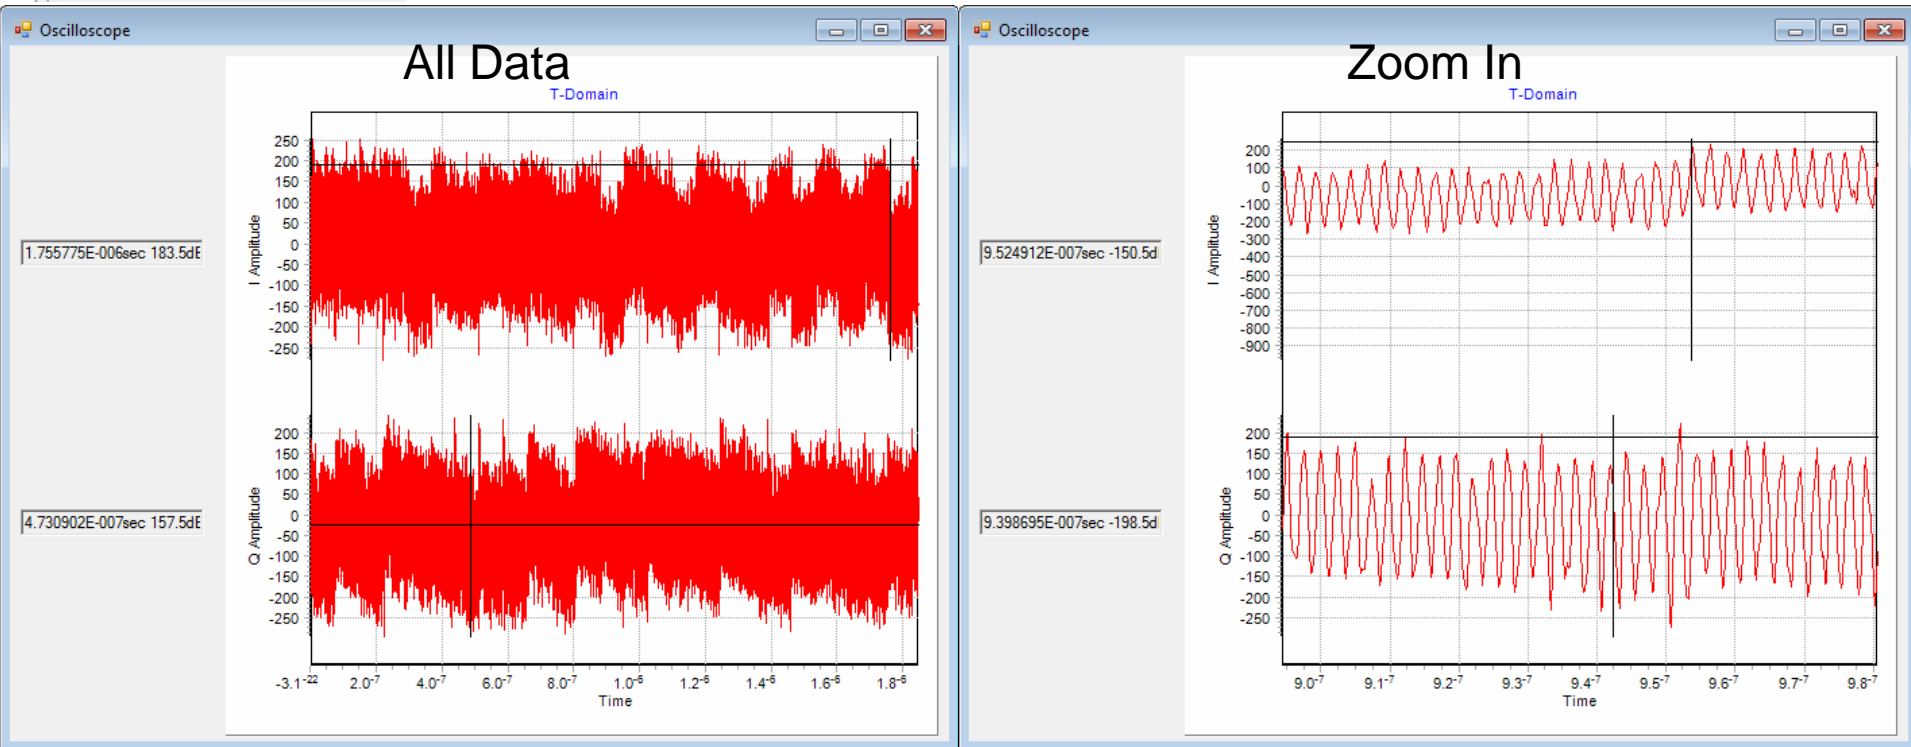 Oscilloscope
All Data
T-Domain
250
200
150
100
50
0
-50
-100
-150
-200
-250
I Amplitude
1.755775E-006sec 183.5dE
200
150
100
50
0
-50
-100
-150
-200
-250
Q Amplitude
4.730902E-007sec 157.5dE
-3.1-22 2.0-7 4.0-7 6.0-7 8.0-7 1.0-6 1.2-6 1.4-6 1.6-6 1.8-6
Time
Oscilloscope
Zoom In
T-Domain
200
100
0
-100
-200
-300
-400
-500
-600
-700
-800
-900
I Amplitude
9.524912E-007sec -150.5d
200
150
100
50
0
-50
-100
-150
-200
-250
Q Amplitude
9.398695E-007sec -198.5d
9.0-7 9.1-7 9.2-7 9.3-7 9.4-7 9.5-7 9.6-7 9.7-7 9.8-7
Time